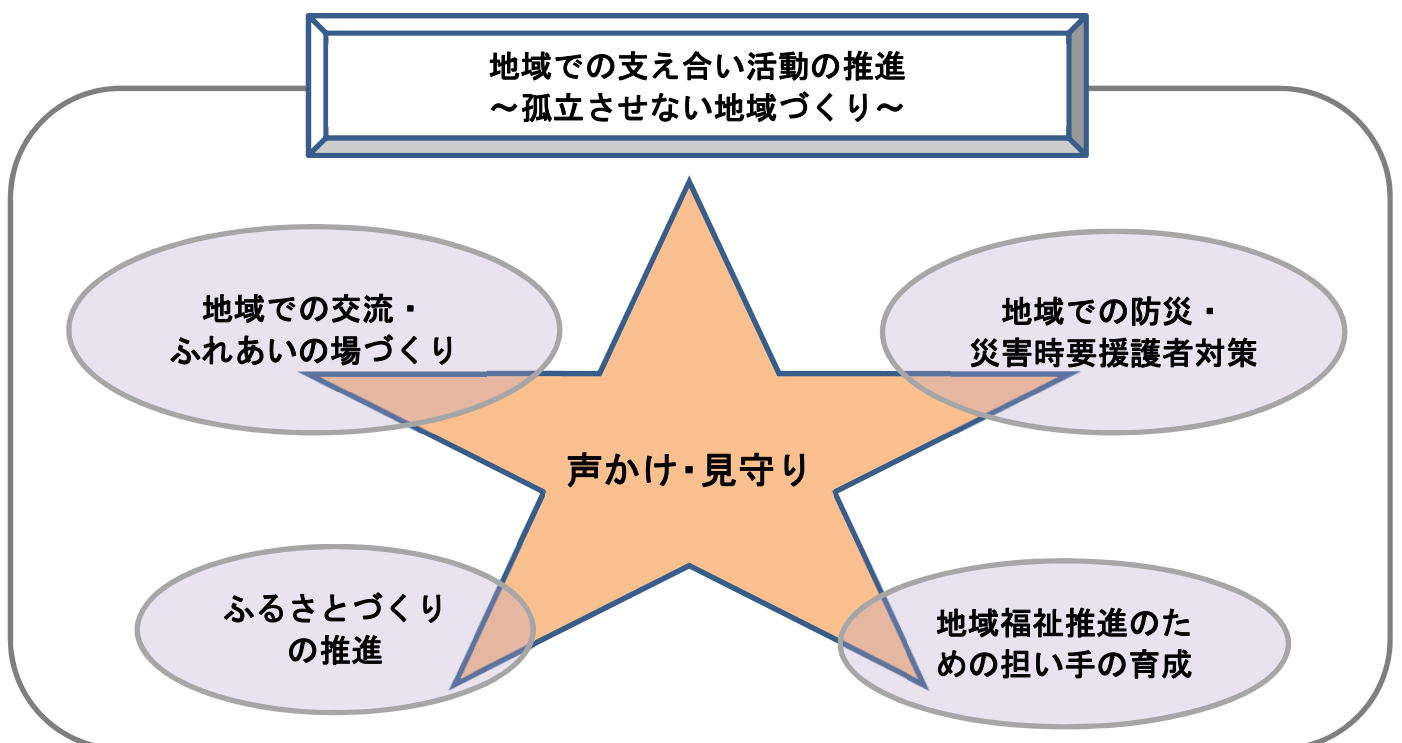 地域での支え合い活動の推進
~孤立させない地域づくり~
地域での交流・
ふれあいの場づくり
地域での防災・
災害時要援護者対策
声かけ・見守り
ふるさとづくり
の推進
地域福祉推進のた
めの担い手の育成